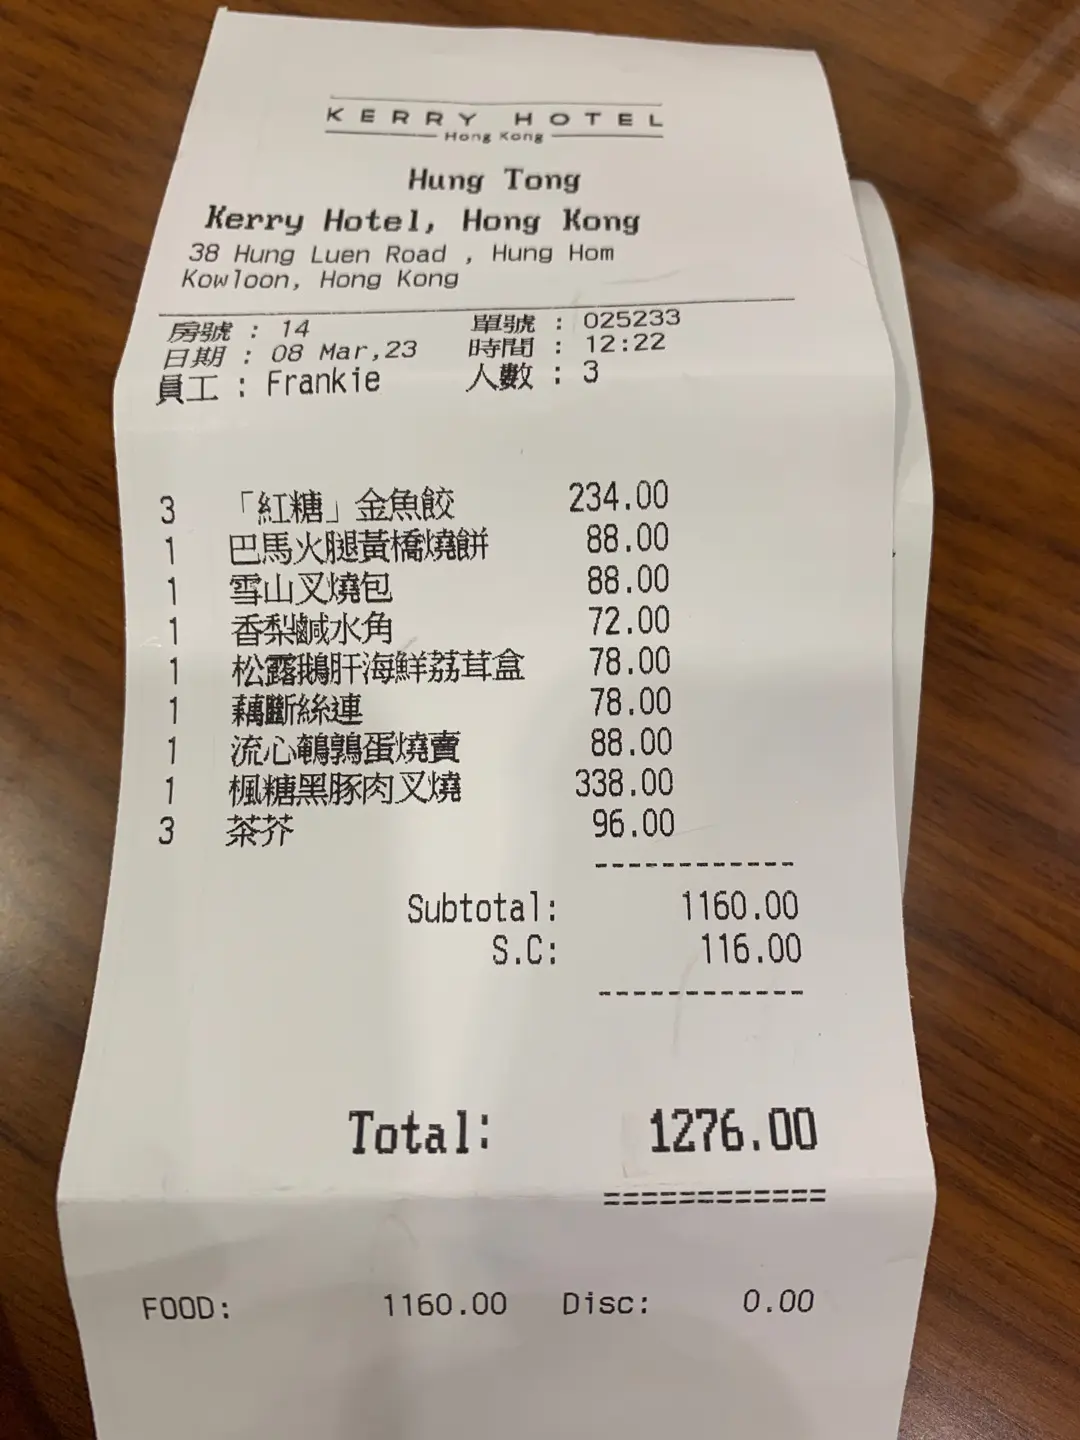 KERRY HOTEL
Hong Kong
Hung Tong
Kerry Hotel, Hong Kong
38 Hung Luen Road , Hung Hom
Kowloon, Hong Kong
房號 : 14 單號 : 025233
日期 : 08 Mar,23 時間 : 12:22
員工 : Frankie 人數 : 3
3 「紅糖」金魚餃 234.00
1 巴馬火腿黃橋燒餅 88.00
1 雪山叉燒包 88.00
1 香梨鹹水角 72.00
1 松露鵝肝海鮮荔茸盒 78.00
1 藕斷絲連 78.00
1 流心鵪鶉蛋燒賣 88.00
1 楓糖黑豚肉叉燒 338.00
3 茶芥 96.00
------------
Subtotal: 1160.00
S.C: 116.00
------------
Total: 1276.00
============
FOOD: 1160.00 Disc: 0.00